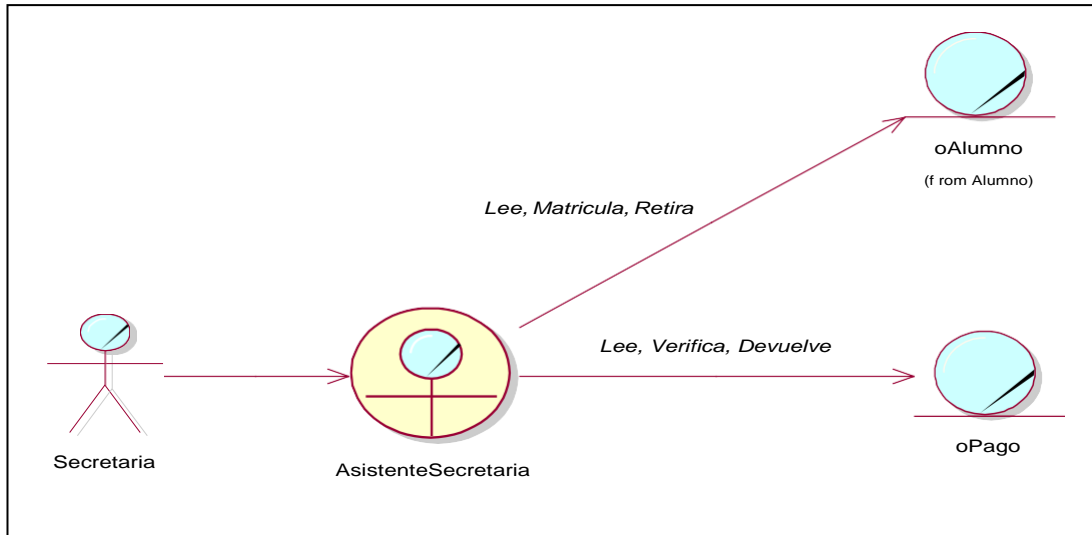 oAlumno
(f rom Alumno)
Lee, Matricula, Retira
Lee, Verifica, Devuelve
Secretaria
AsistenteSecretaria
oPago